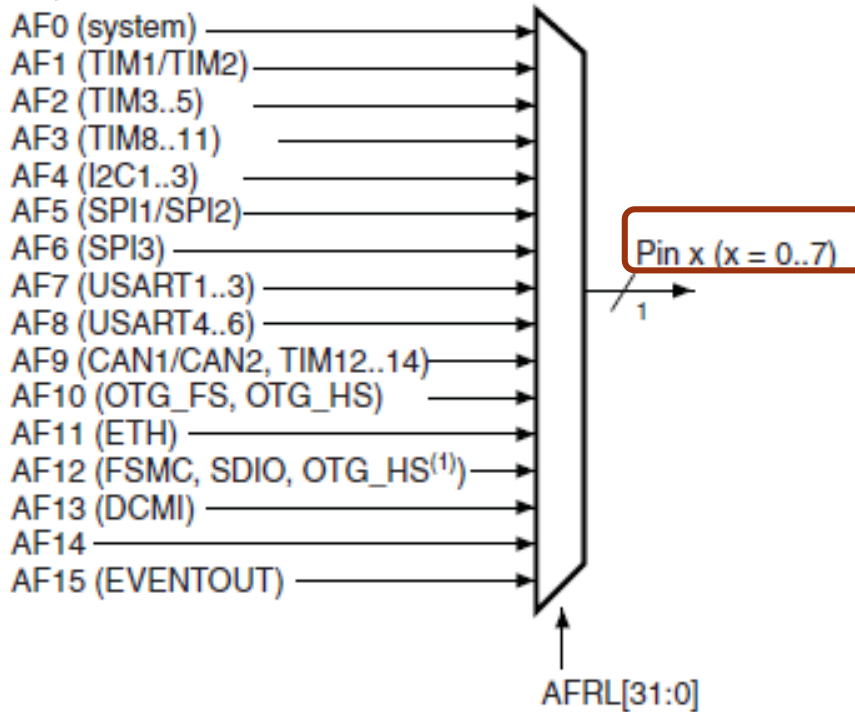 AF0 (system)
AF1 (TIM1/TIM2)
AF2 (TIM3..5)
AF3 (TIM8..11)
AF4 (I2C1..3)
AF5 (SPI1/SPI2)
AF6 (SPI3)
AF7 (USART1..3)
AF8 (USART4..6)
AF9 (CAN1/CAN2, TIM12..14)
AF10 (OTG_FS, OTG_HS)
AF11 (ETH)
AF12 (FSMC, SDIO, OTG_HS(1))
AF13 (DCMI)
AF14
AF15 (EVENTOUT)
Pin x (x = 0..7)
1
AFRL[31:0]